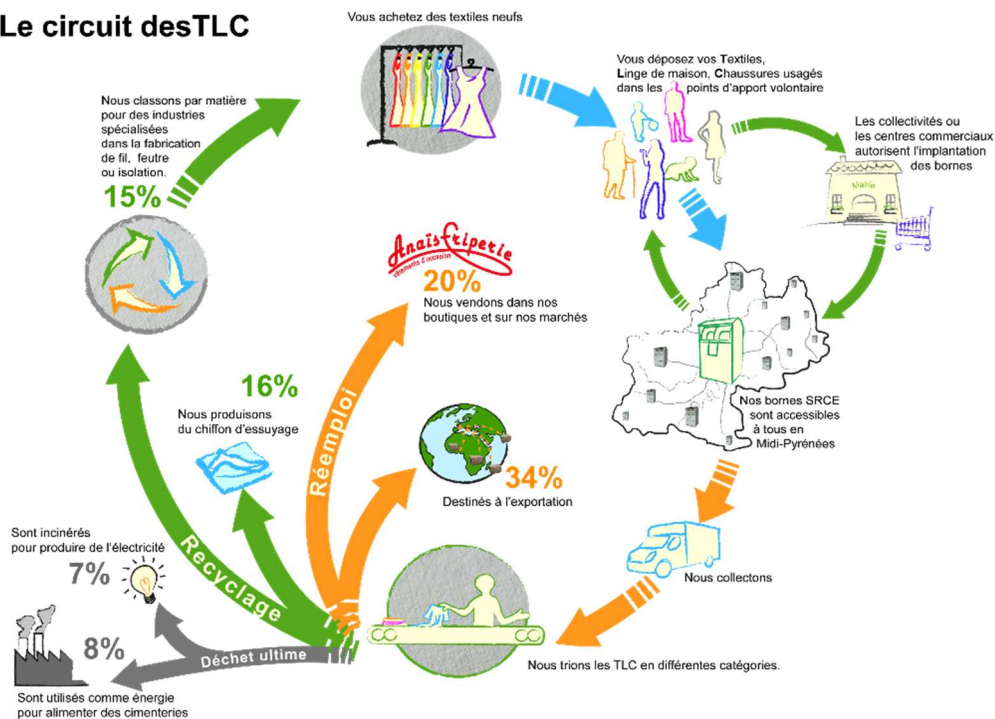 Le circuit desTLC
Vous achetez des textiles neufs
Vous déposez vos Textiles,
Linge de maison, Chaussures usagés
dans les points d'apport volontaire
Les collectivités ou
les centres commerciaux
autorisent l'implantation
des bornes
Mairie
Nous classons par matière
pour des industries
spécialisées
dans la fabrication
de fil, feutre
ou isolation.
15%
Anaïs friperie
vêtements d'occasion
20%
Nous vendons dans nos
boutiques et sur nos marchés
16%
Nous produisons
du chiffon d'essuyage
Réemploi
34%
Destinés à l'exportation
Nos bornes SRCE
sont accessibles
à tous en
Midi-Pyrénées
Nous collectons
Sont incinérés
pour produire de l'électricité
7%
Recyclage
8%
Déchet ultime
Sont utilisés comme énergie
pour alimenter des cimenteries
Nous trions les TLC en différentes catégories.